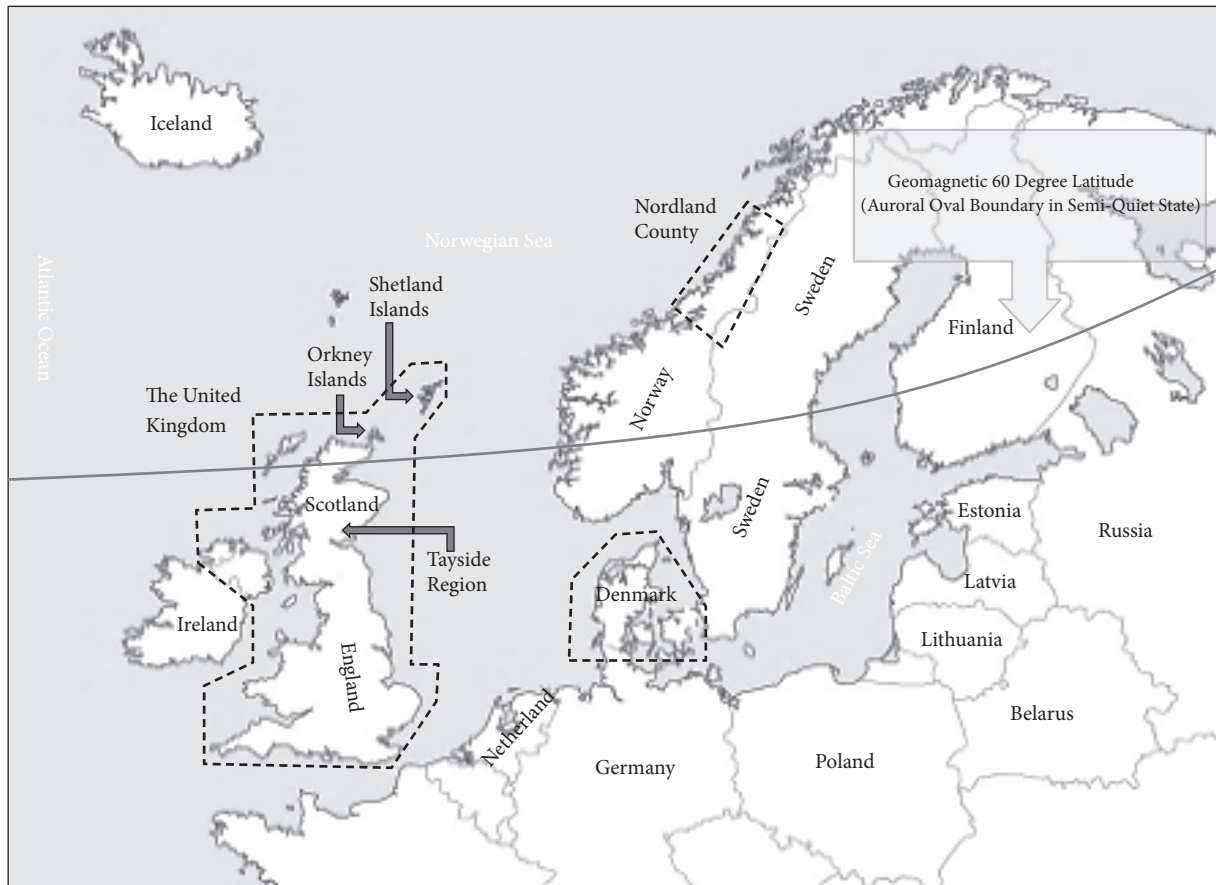 Iceland
Geomagnetic 60 Degree Latitude
(Auroral Oval Boundary in Semi-Quiet State)
Nordland
County
Norwegian Sea
Atlantic Ocean
Sweden
Shetland
Islands
Finland
Orkney
Islands
The United
Kingdom
Norway
Scotland
Sweden
Estonia
Russia
Tayside
Region
Baltic Sea
Latvia
Denmark
Ireland
Lithuania
England
Belarus
Netherland
Germany
Poland